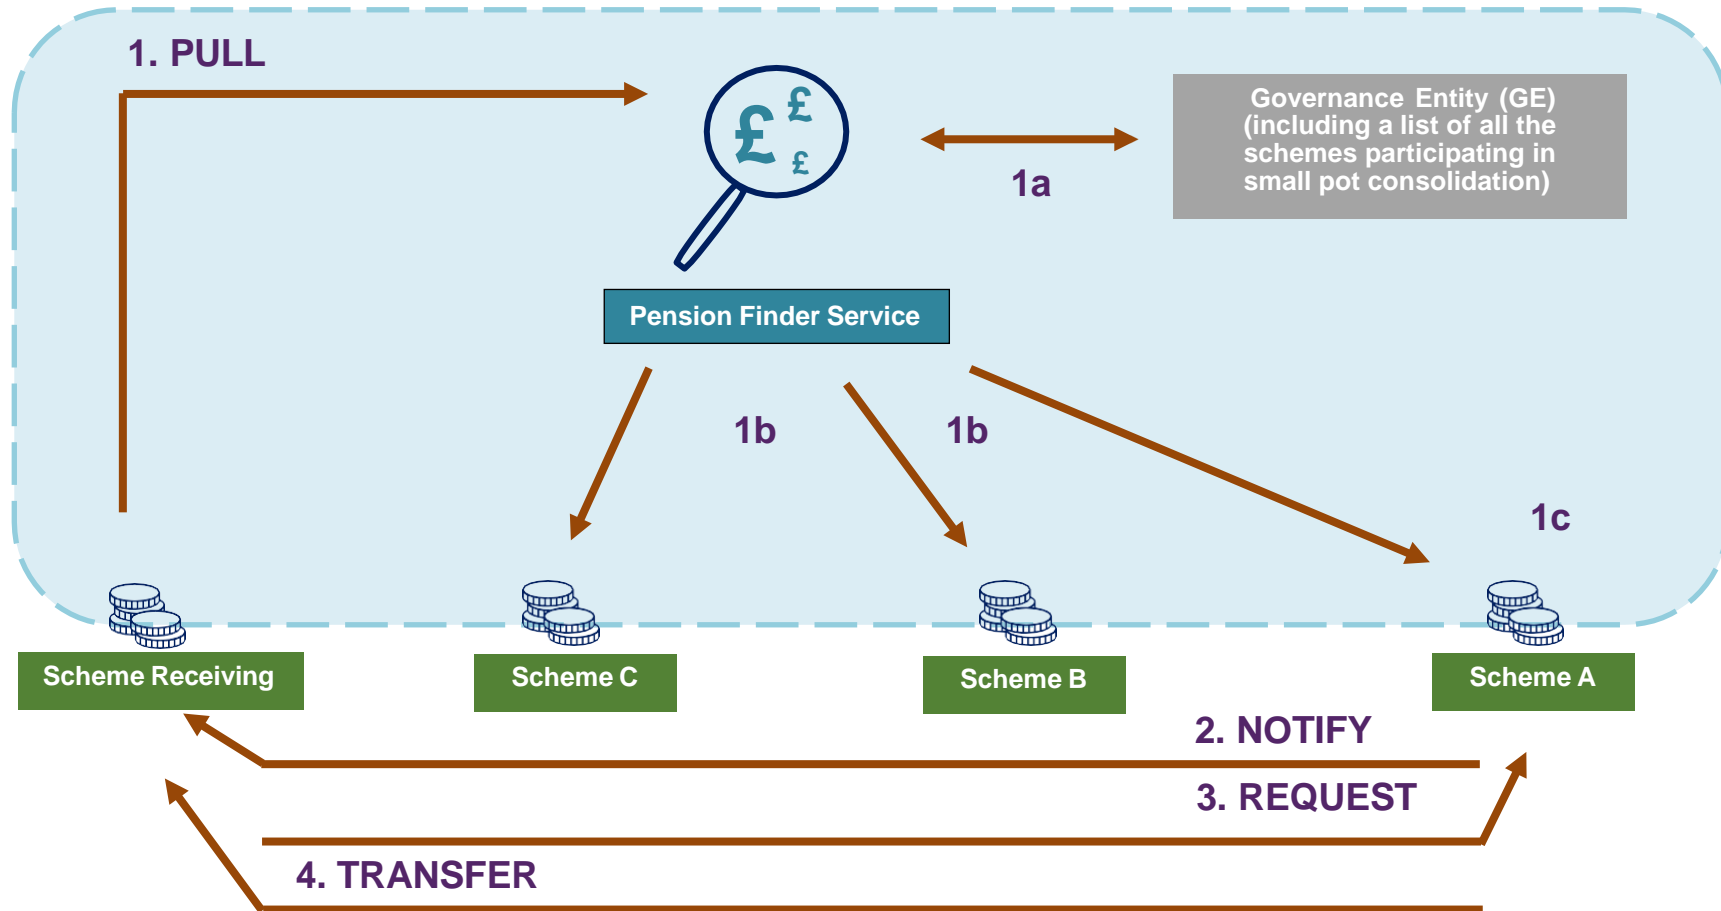 1. PULL
£
£
£
Governance Entity (GE)
(including a list of all the
schemes participating in
small pot consolidation)
1a
Pension Finder Service
1b
1b
1c
Scheme Receiving
Scheme C
Scheme B
Scheme A
2. NOTIFY
3. REQUEST
4. TRANSFER